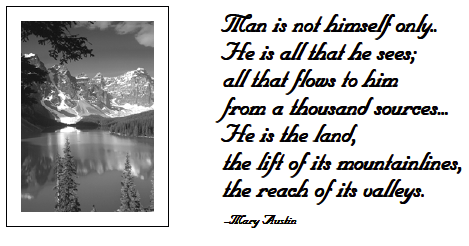 Man is not himself only..
He is all that he sees;
all that flows to him
from a thousand sources...
He is the land,
the lift of its mountainlines,
the reach of its valleys.
-Mary Austin